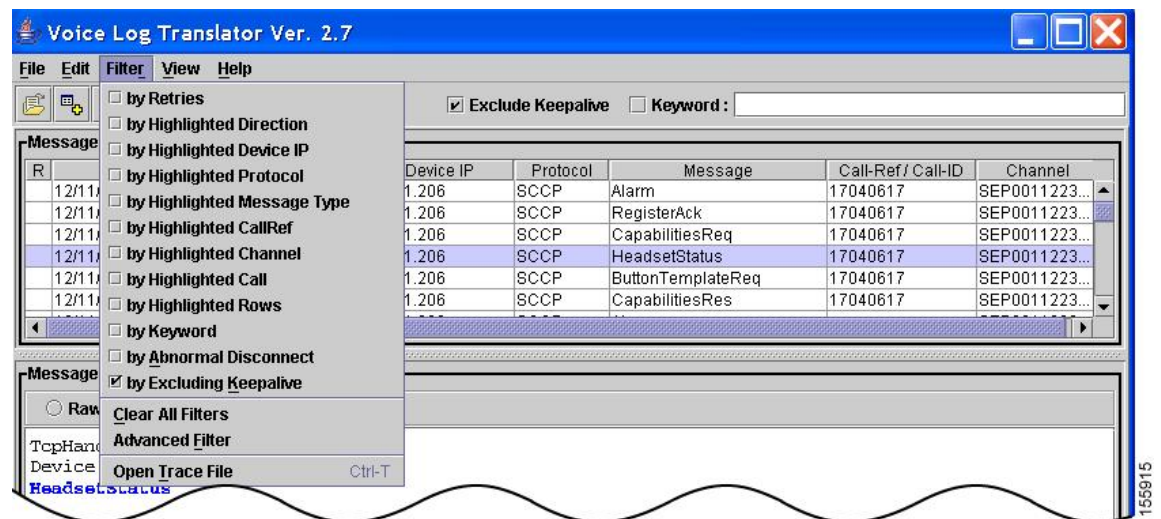 Voice Log Translator Ver. 2.7
File Edit Filter View Help
Exclude Keepalive Keyword :
by Retries
by Highlighted Direction
by Highlighted Device IP
by Highlighted Protocol
by Highlighted Message Type
by Highlighted CallRef
by Highlighted Channel
by Highlighted Call
by Highlighted Rows
by Keyword
by Abnormal Disconnect
by Excluding Keepalive
Clear All Filters
Advanced Filter
Open Trace File Ctrl-T
Message
R Device IP Protocol Message Call-Ref / Call-ID Channel
12/11/ 1.206 SCCP Alarm 17040617 SEP0011223...
12/11/ 1.206 SCCP RegisterAck 17040617 SEP0011223...
12/11/ 1.206 SCCP CapabilitiesReq 17040617 SEP0011223...
12/11/ 1.206 SCCP HeadsetStatus 17040617 SEP0011223...
12/11/ 1.206 SCCP ButtonTemplateReq 17040617 SEP0011223...
12/11/ 1.206 SCCP CapabilitiesRes 17040617 SEP0011223...
Message
Raw
TcpHand
Device
HeadsetStatus
155915